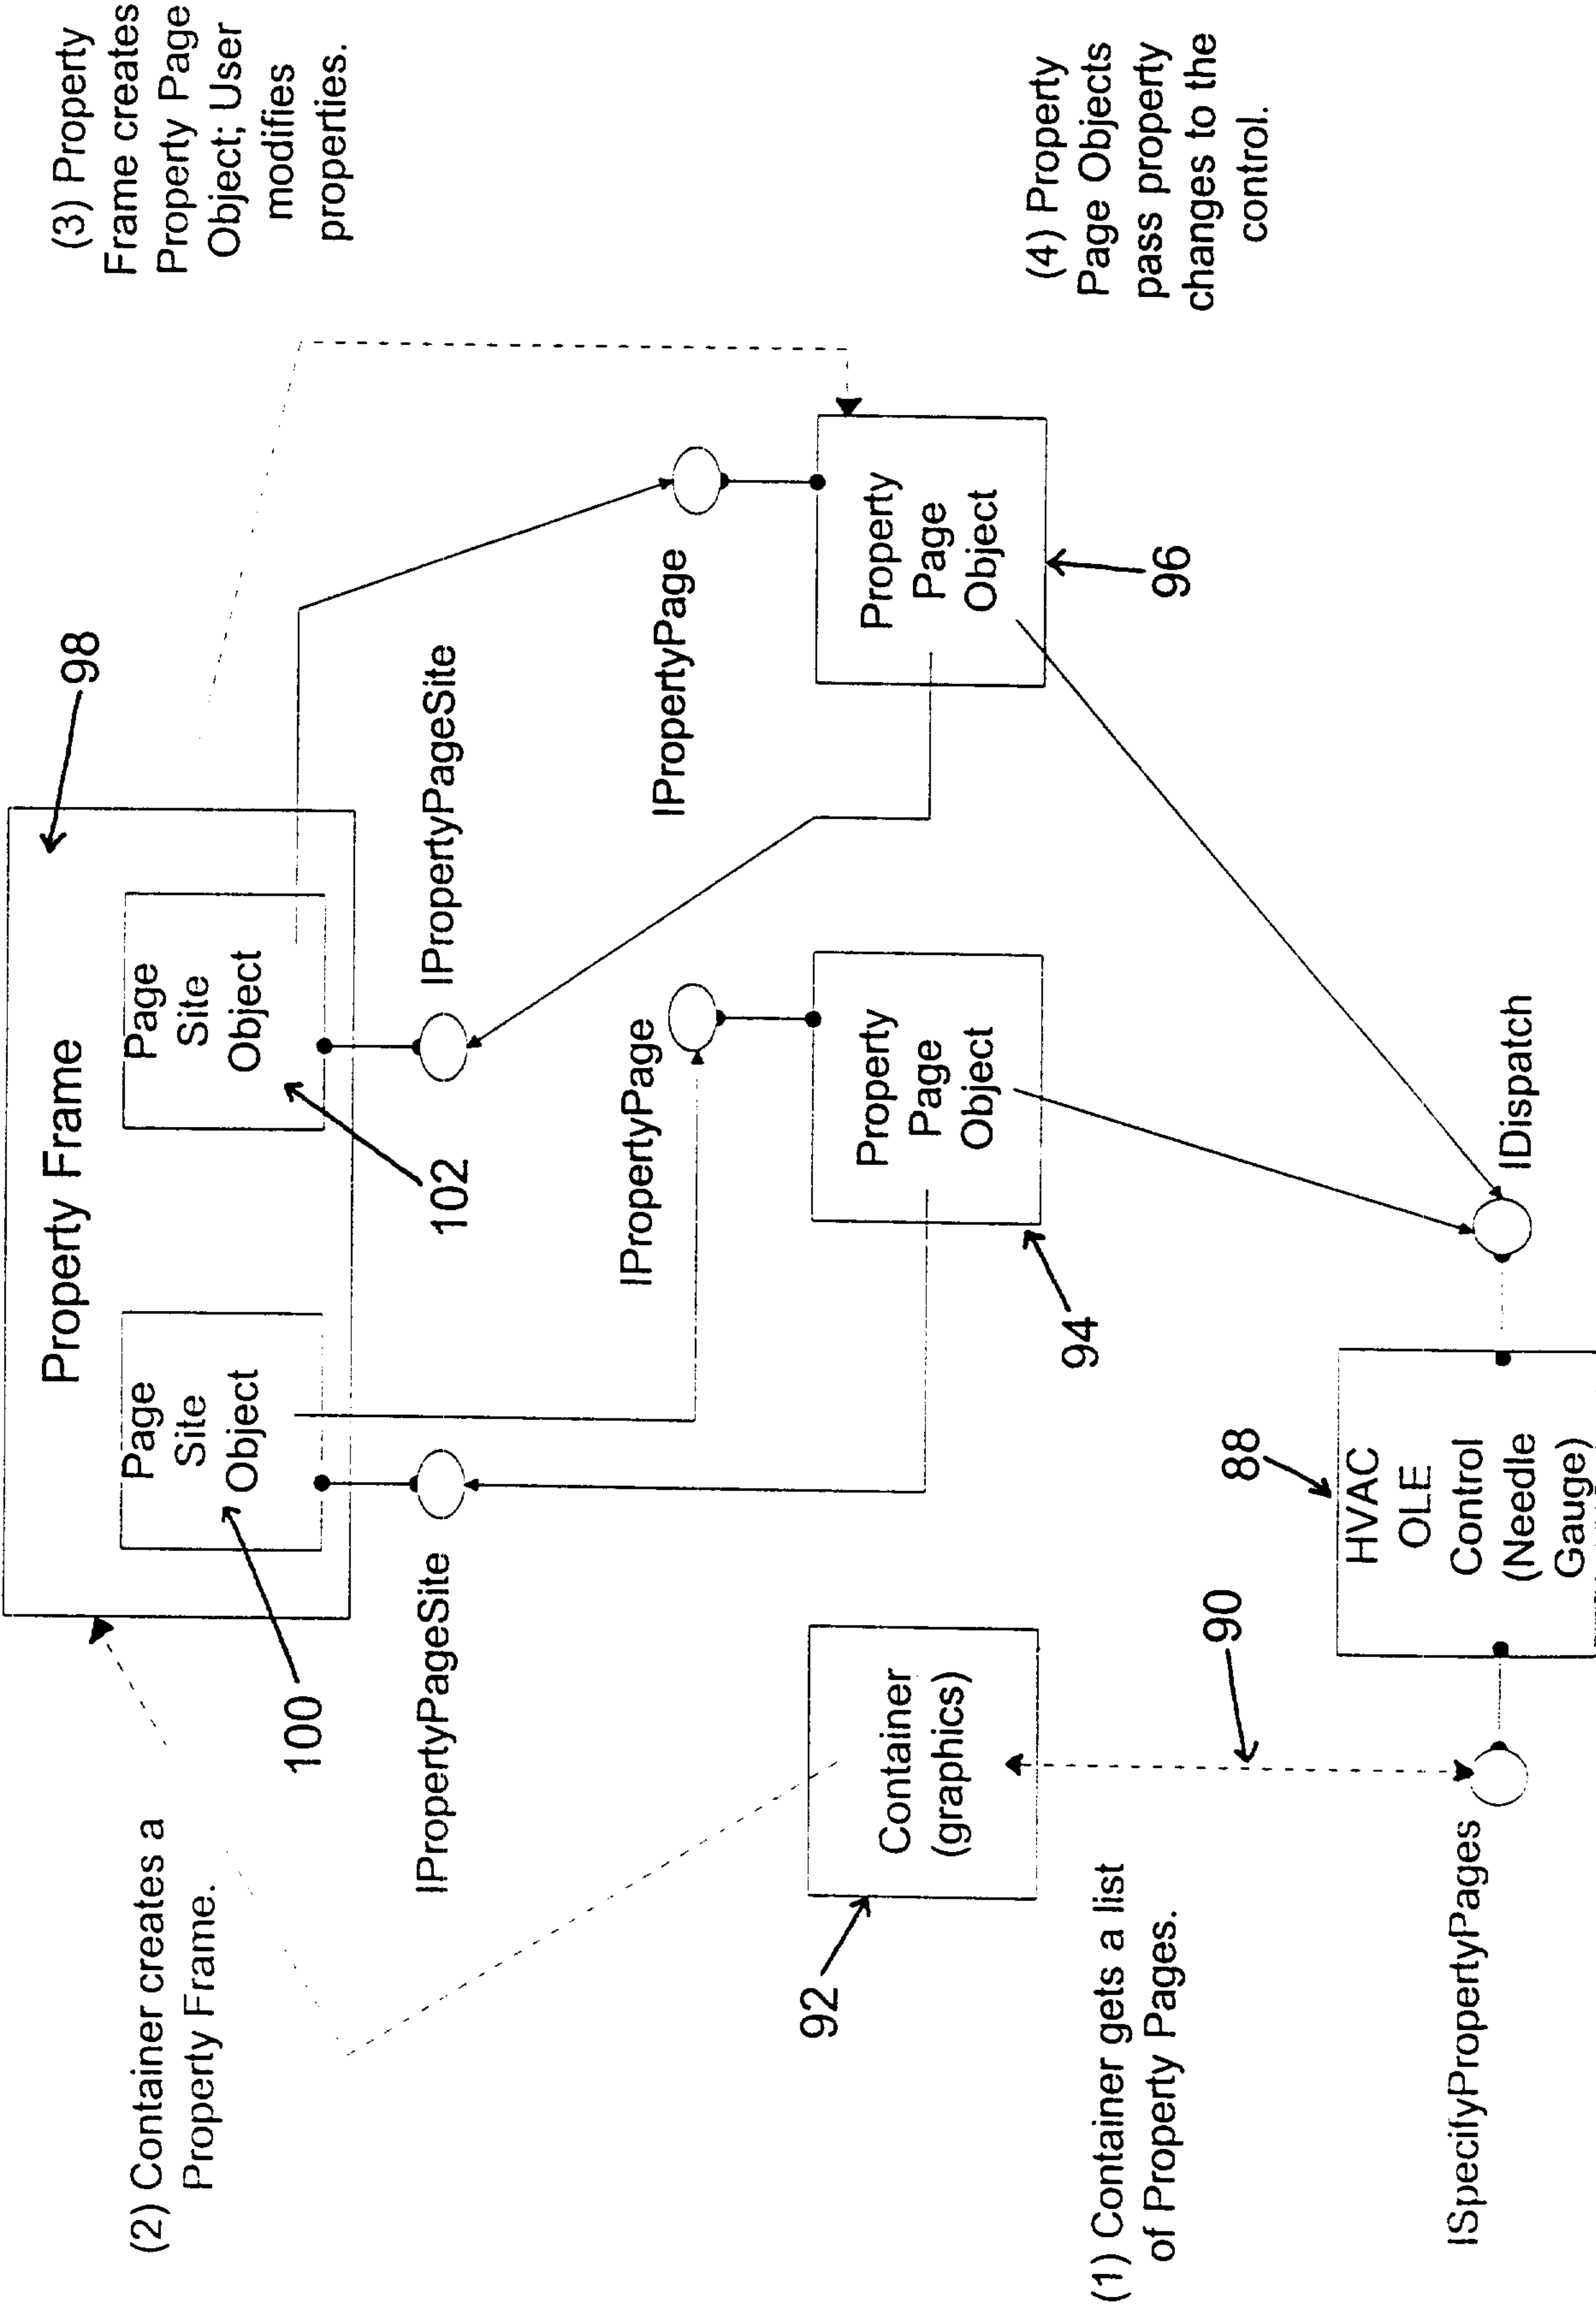 (2) Container creates a
Property Frame.
Property Frame
98
Page
Site
Object
Page
Site
Object
100
102
(3) Property
Frame creates
Property Page
Object; User
modifies
properties.
IPropertyPageSite
IPropertyPageSite
IPropertyPage
IPropertyPage
92
Container
(graphics)
Property
Page
Object
Property
Page
Object
94
96
(4) Property
Page Objects
pass property
changes to the
control.
(1) Container gets a list
of Property Pages.
90
88
HVAC
OLE
Control
(Needle
Gauge)
ISpecifyPropertyPages
IDispatch